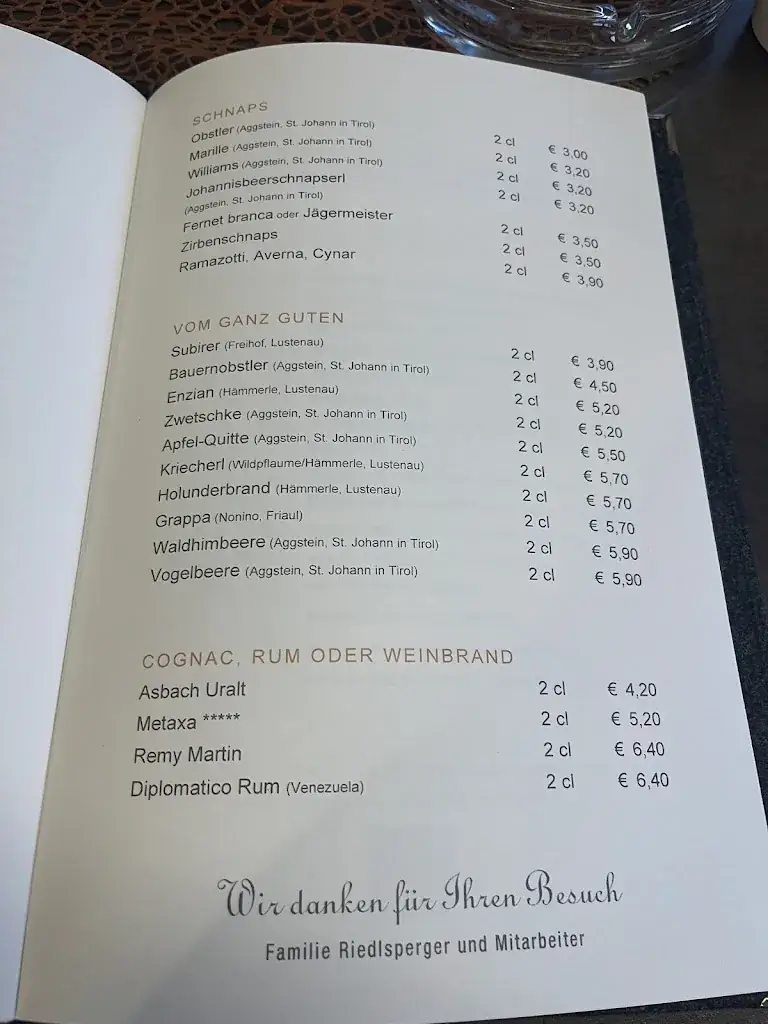 SCHNAPS
Obstler (Aggstein, St. Johann in Tirol) 2 cl € 3,00
Marille (Aggstein, St. Johann in Tirol) 2 cl € 3,20
Williams (Aggstein, St. Johann in Tirol) 2 cl € 3,20
Johannisbeerschnapserl 2 cl € 3,20
(Aggstein, St. Johann in Tirol)
Fernet branca oder Jägermeister 2 cl € 3,50
Zirbenschnaps 2 cl € 3,50
Ramazotti, Averna, Cynar 2 cl € 3,90
VOM GANZ GUTEN
Subirer (Freihof, Lustenau) 2 cl € 3,90
Bauernobstler (Aggstein, St. Johann in Tirol) 2 cl € 4,50
Enzian (Hämmerle, Lustenau) 2 cl € 5,20
Zwetschke (Aggstein, St. Johann in Tirol) 2 cl € 5,20
Apfel-Quitte (Aggstein, St. Johann in Tirol) 2 cl € 5,50
Kriecherl (Wildpflaume/Hämmerle, Lustenau) 2 cl € 5,70
Holunderbrand (Hämmerle, Lustenau) 2 cl € 5,70
Grappa (Nonino, Friaul) 2 cl € 5,70
Waldhimbeere (Aggstein, St. Johann in Tirol) 2 cl € 5,90
Vogelbeere (Aggstein, St. Johann in Tirol) 2 cl € 5,90
COGNAC, RUM ODER WEINBRAND
Asbach Uralt 2 cl € 4,20
Metaxa ***** 2 cl € 5,20
Remy Martin 2 cl € 6,40
Diplomatico Rum (Venezuela) 2 cl € 6,40
Wir danken für Ihren Besuch
Familie Riedlsperger und Mitarbeiter